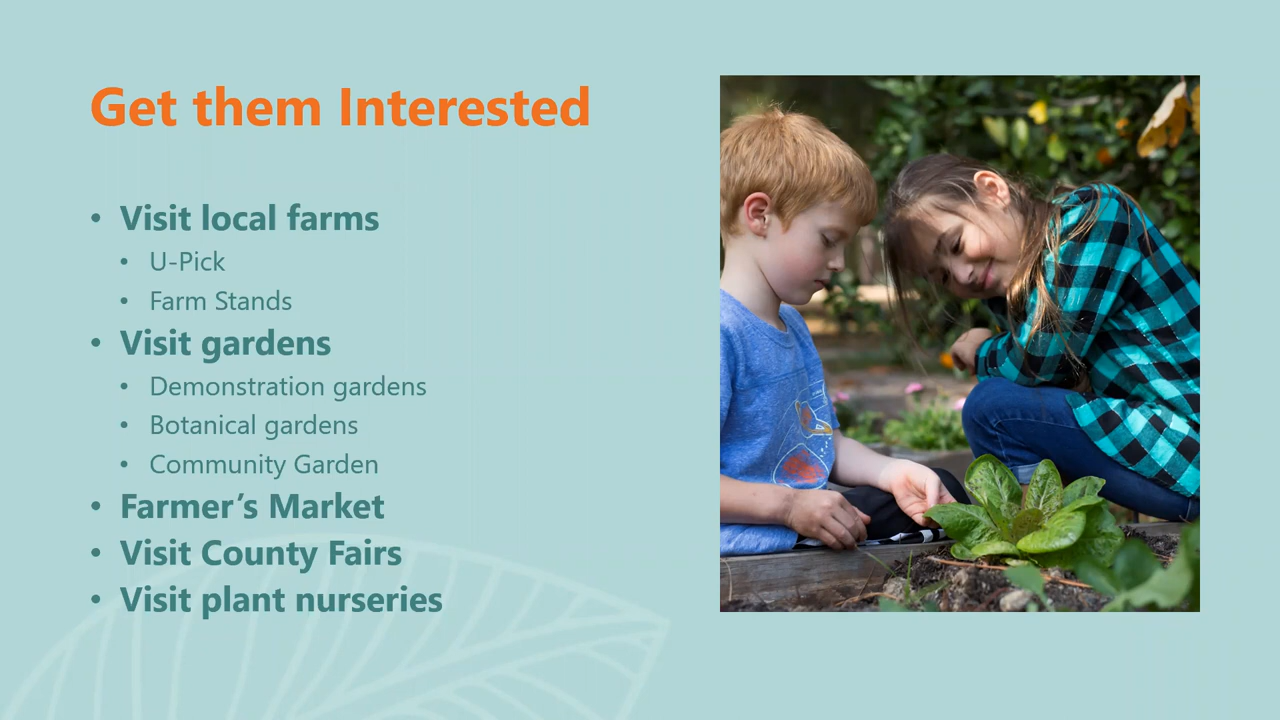 Get them Interested
• Visit local farms
• U-Pick
• Farm Stands
• Visit gardens
• Demonstration gardens
• Botanical gardens
• Community Garden
• Farmer’s Market
• Visit County Fairs
• Visit plant nurseries